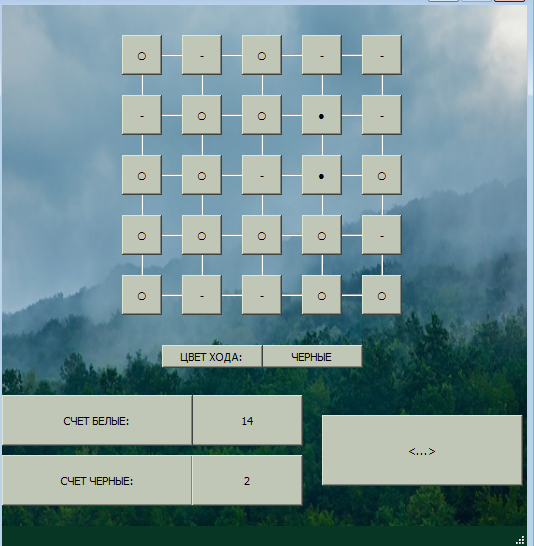 ○ - ○ - -
- ○ ○ • -
○ ○ - • ○
○ ○ ○ ○ -
○ - - ○ ○
ЦВЕТ ХОДА: ЧЕРНЫЕ
СЧЕТ БЕЛЫЕ: 14
<...>
СЧЕТ ЧЕРНЫЕ: 2